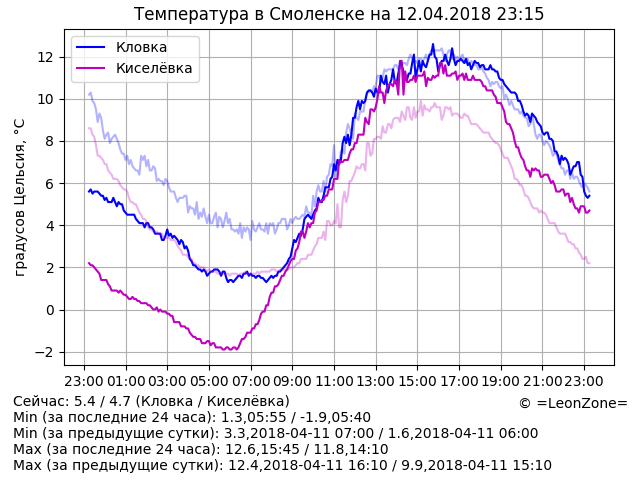 Температура в Смоленске на 12.04.2018 23:15
Кловка
Киселёвка
градусов Цельсия, °C
12
10
8
6
4
2
0
−2
23:00 01:00 03:00 05:00 07:00 09:00 11:00 13:00 15:00 17:00 19:00 21:00 23:00
Сейчас: 5.4 / 4.7 (Кловка / Киселёвка)
© =LeonZone=
Min (за последние 24 часа): 1.3,05:55 / -1.9,05:40
Min (за предыдущие сутки): 3.3,2018-04-11 07:00 / 1.6,2018-04-11 06:00
Max (за последние 24 часа): 12.6,15:45 / 11.8,14:10
Max (за предыдущие сутки): 12.4,2018-04-11 16:10 / 9.9,2018-04-11 15:10